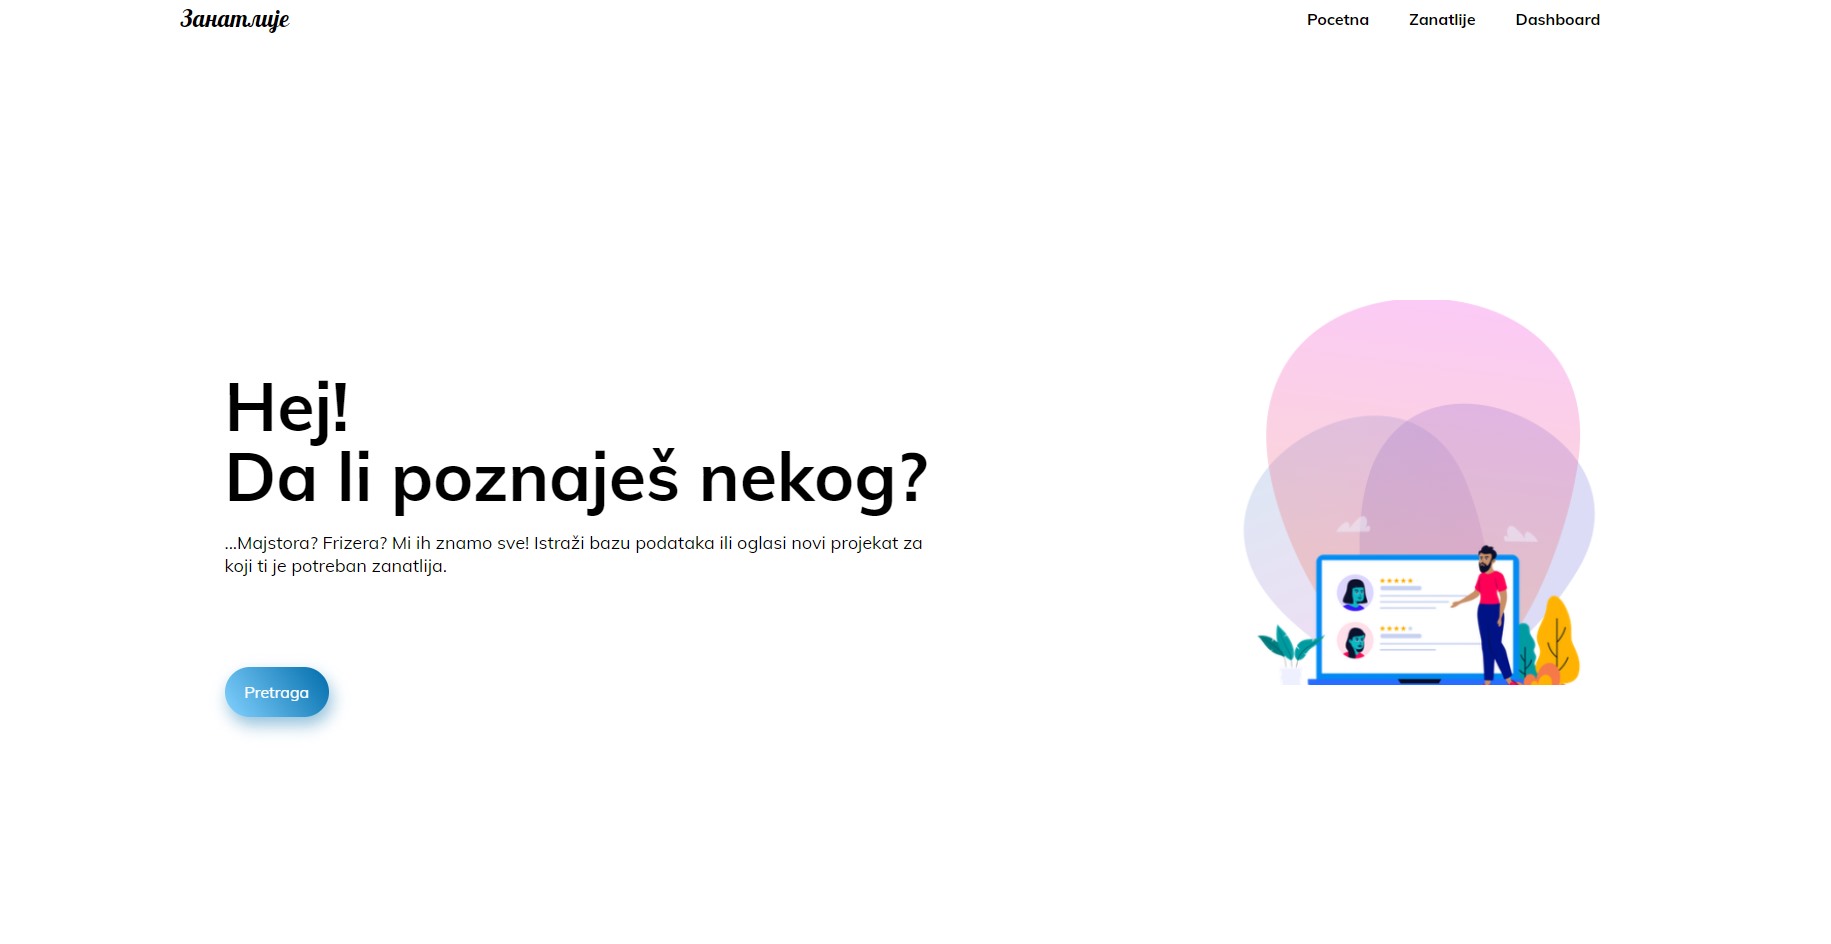 Занатлије
Pocetna Zanatlije Dashboard
Hej!
Da li poznaješ nekog?
...Majstora? Frizera? Mi ih znamo sve! Istraži bazu podataka ili oglasi novi projekat za
koji ti je potreban zanatlija.
Pretraga